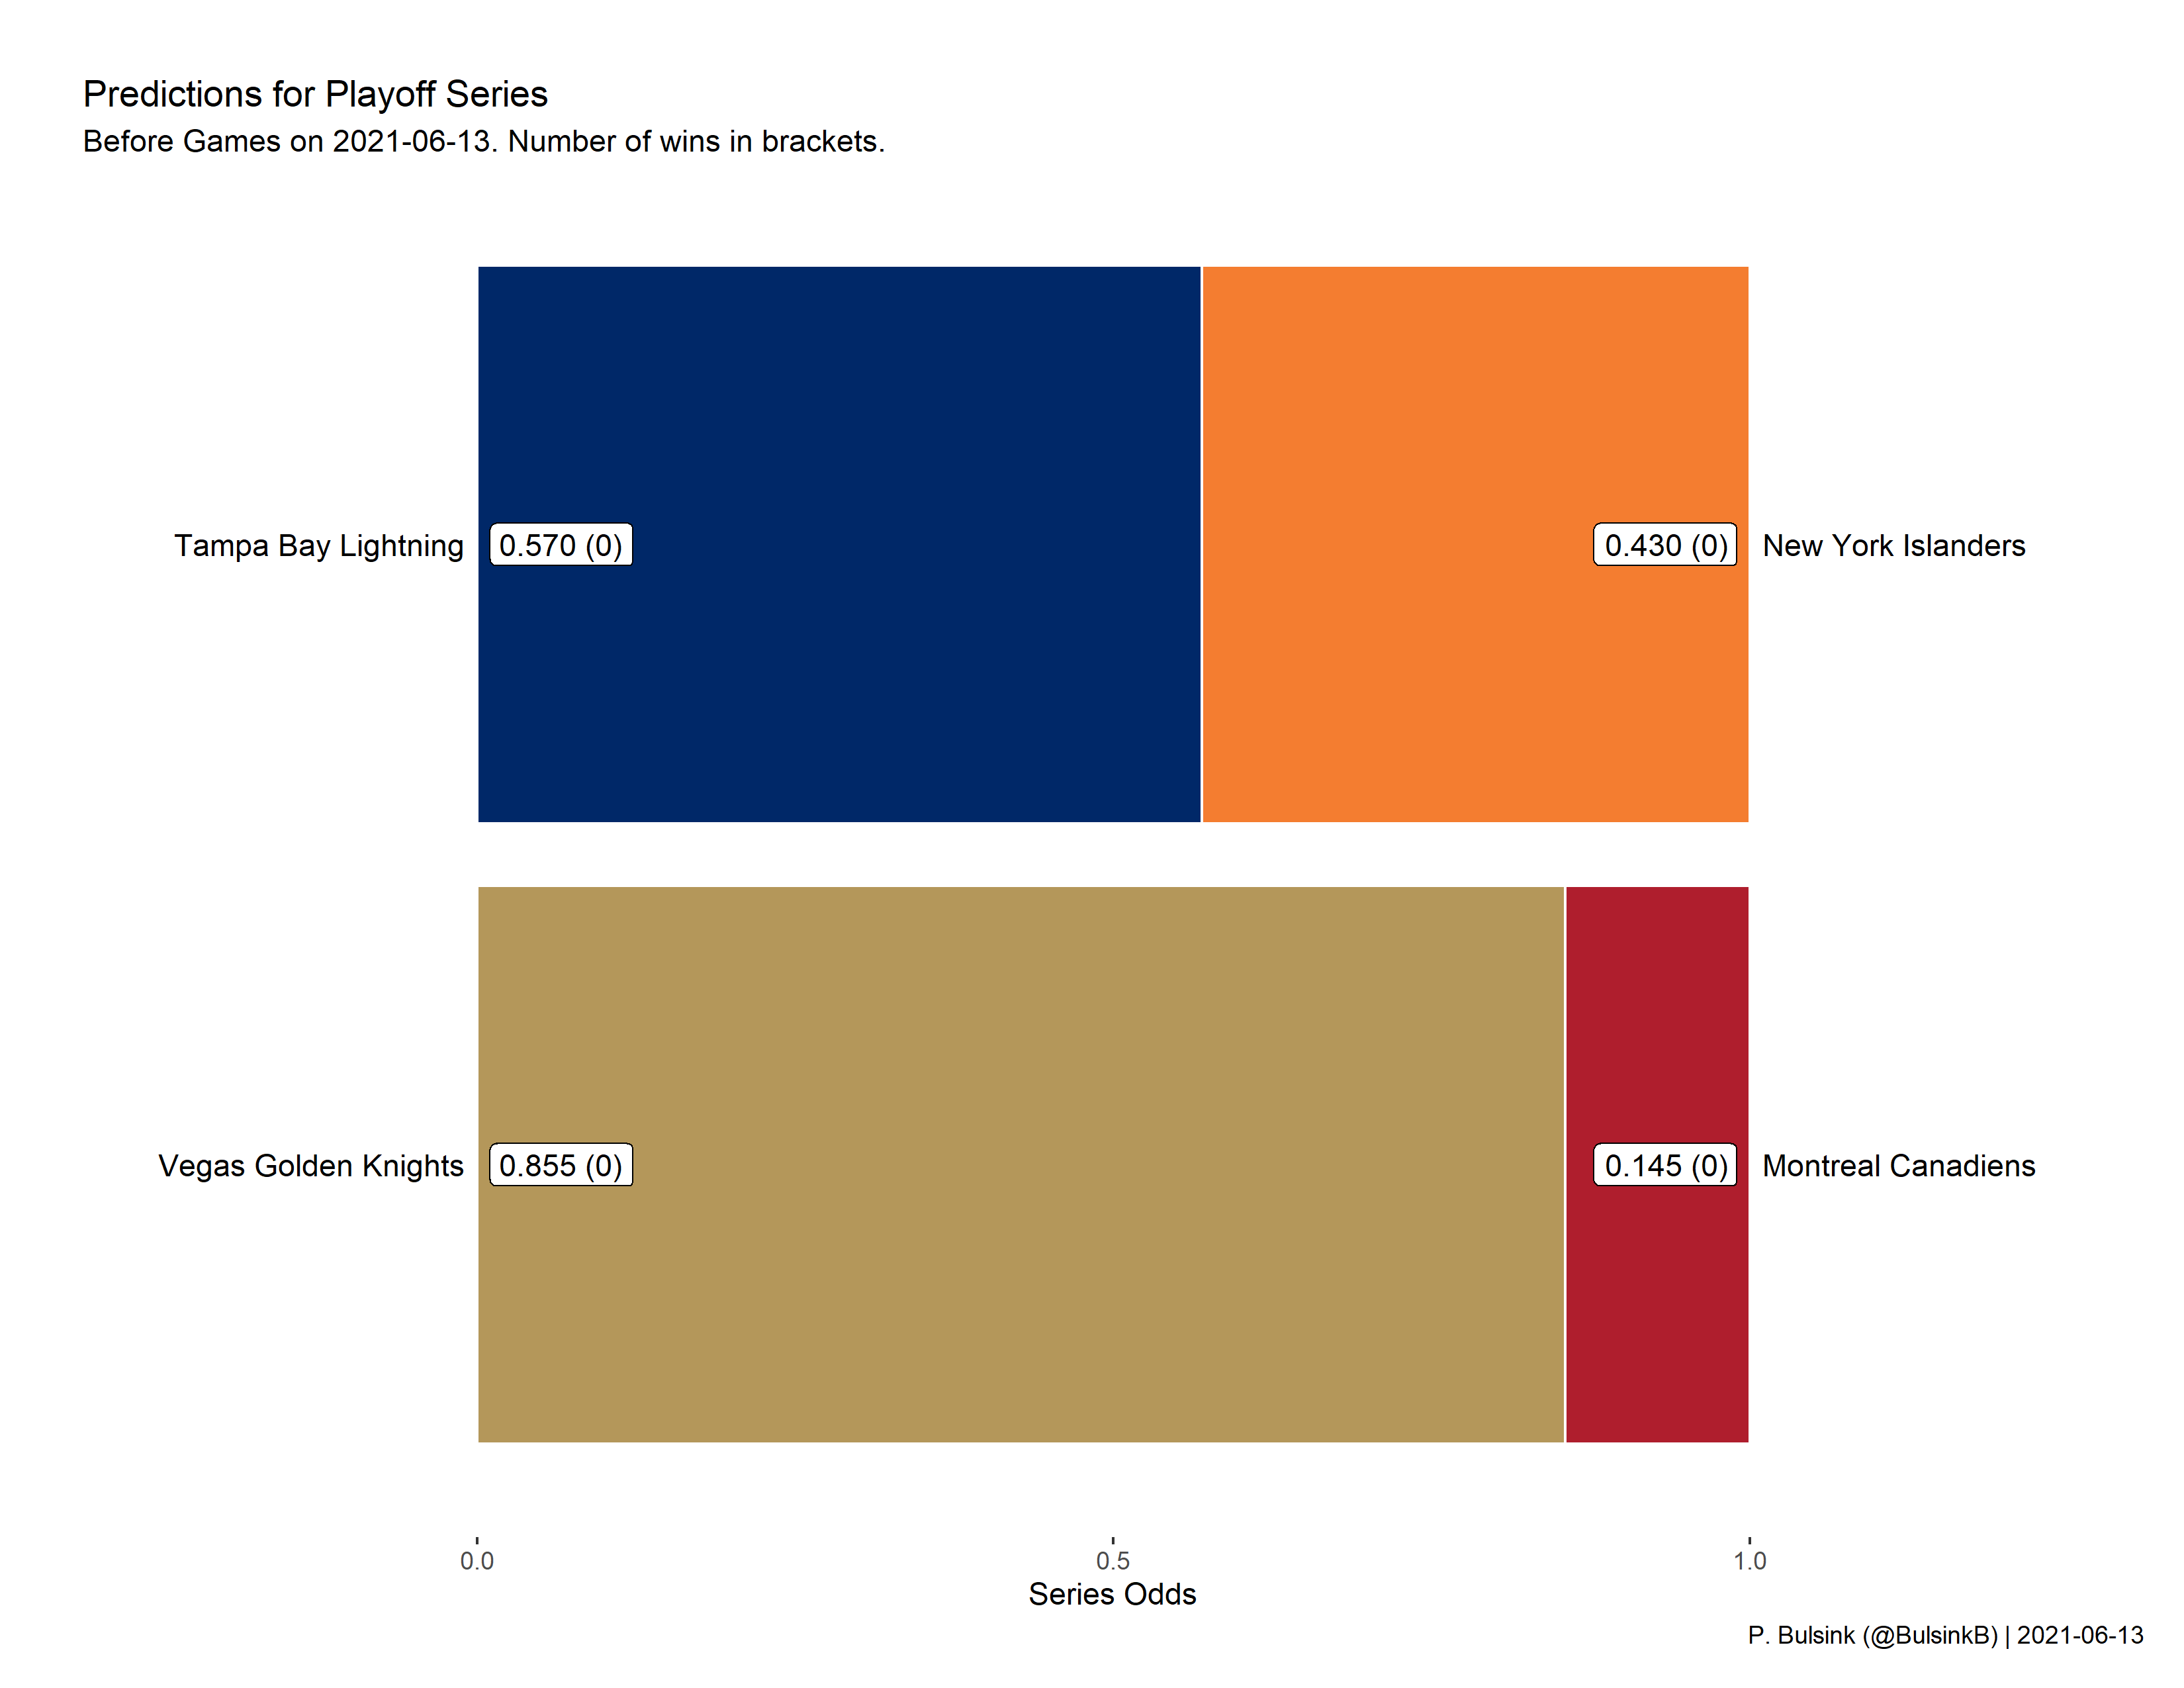 Predictions for Playoff Series
Before Games on 2021-06-13. Number of wins in brackets.
Tampa Bay Lightning 0.570 (0) 0.430 (0) New York Islanders
Vegas Golden Knights 0.855 (0) 0.145 (0) Montreal Canadiens
0.0 0.5 1.0
Series Odds
P. Bulsink (@BulsinkB) | 2021-06-13